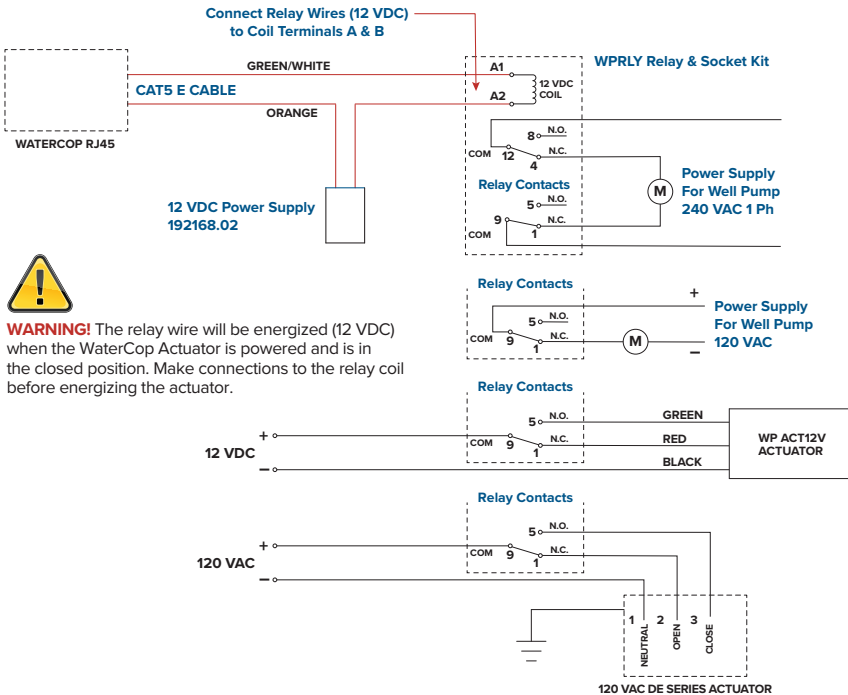 Connect Relay Wires (12 VDC)
to Coil Terminals A & B
GREEN/WHITE
CAT5 E CABLE
ORANGE
WATERCOP RJ45
12 VDC Power Supply
192168.02
WPRLY Relay & Socket Kit
A1
A2
12 VDC
COIL
8 N.O.
COM 12 N.C.
4
Relay Contacts
5 N.O.
9 N.C.
COM 1
M
Power Supply
For Well Pump
240 VAC 1 Ph
WARNING! The relay wire will be energized (12 VDC)
when the WaterCop Actuator is powered and is in
the closed position. Make connections to the relay coil
before energizing the actuator.
Relay Contacts
5 N.O.
COM 9 N.C.
1
M
+
Power Supply
For Well Pump
120 VAC
–
Relay Contacts
+
12 VDC
–
5 N.O.
COM 9 N.C.
1
GREEN
RED
BLACK
WP ACT12V
ACTUATOR
Relay Contacts
+
120 VAC
–
5 N.O.
COM 9 N.C.
1
1 2 3
NEUTRAL
OPEN
CLOSE
120 VAC DE SERIES ACTUATOR